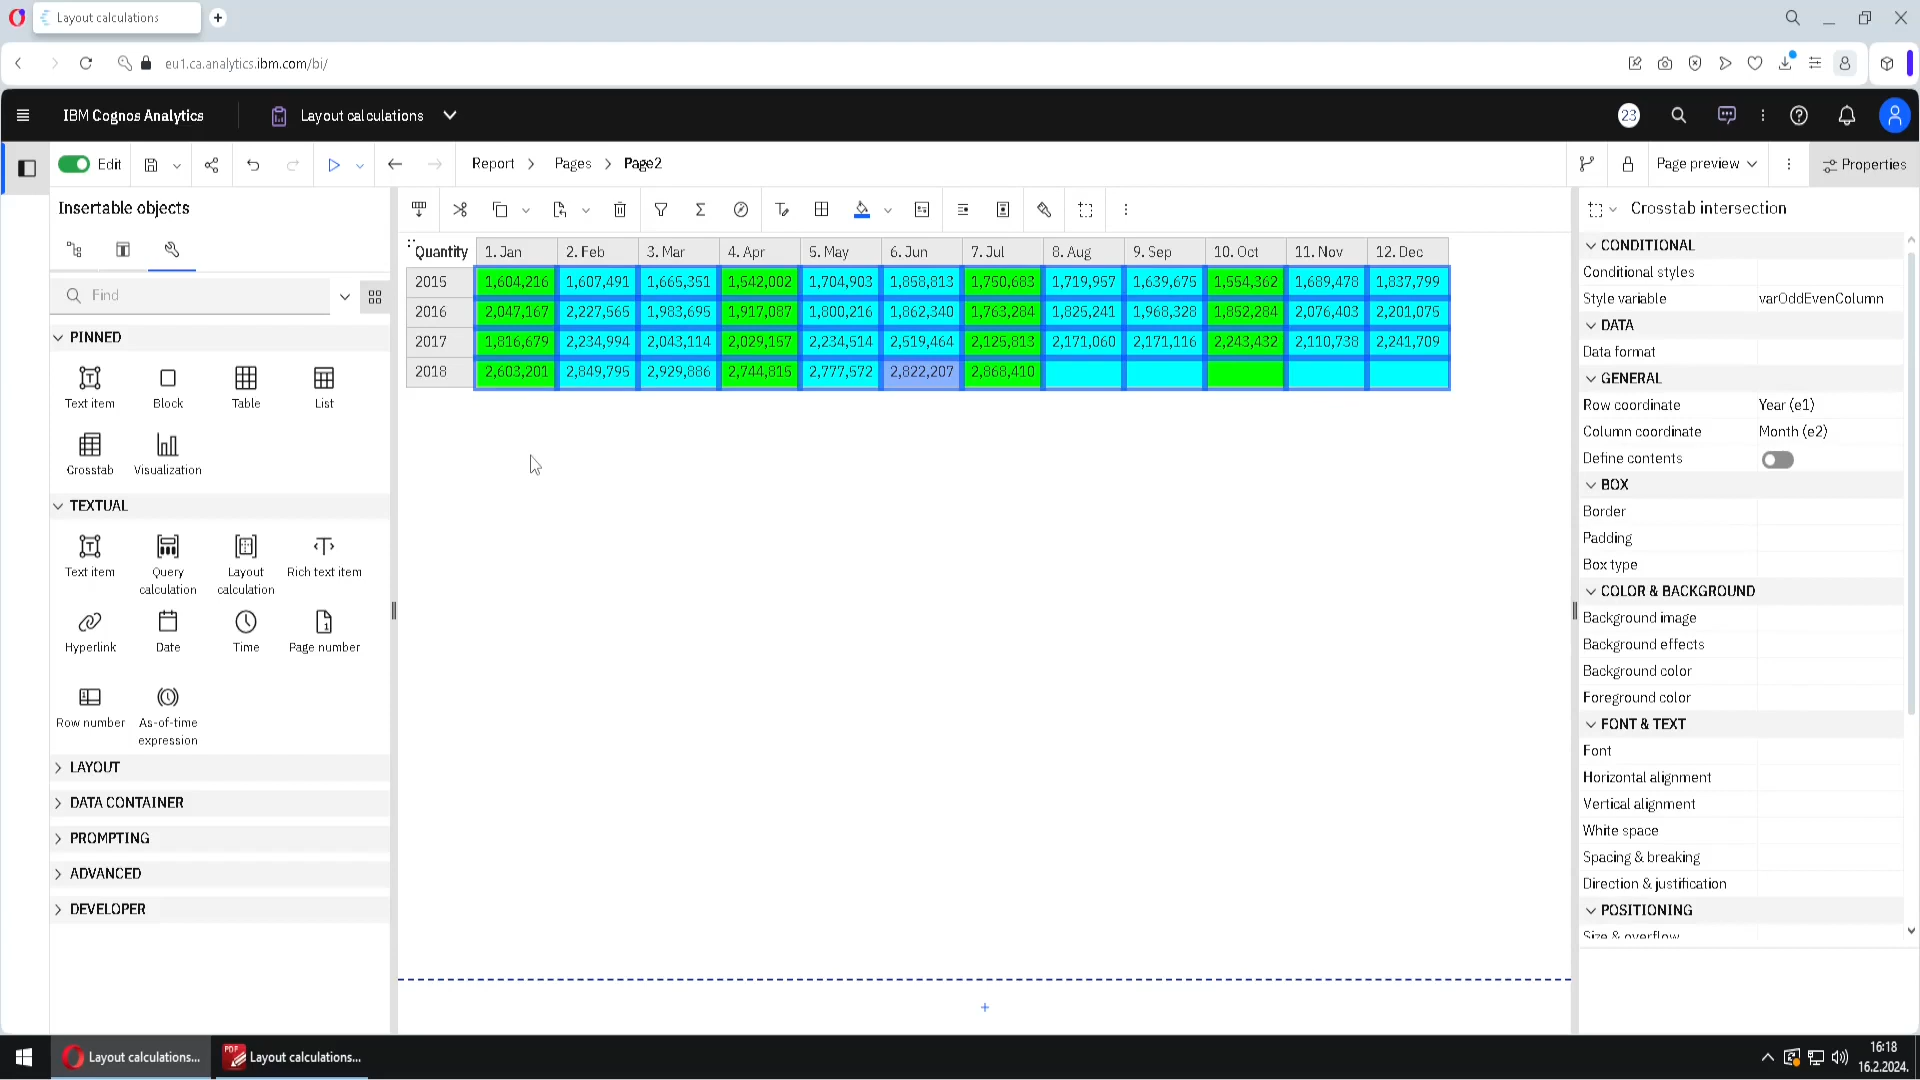 Layout calculations
eu1.ca.analytics.ibm.com/bi/
IBM Cognos Analytics
Layout calculations
23
Edit
Report
Pages
Page2
Page preview
Properties
Insertable objects
Find
PINNED
Text item
Block
Table
List
Crosstab
Visualization
TEXTUAL
Text item
Query calculation
Layout calculation
Rich text item
Hyperlink
Date
Time
Page number
Row number
As-of-time expression
LAYOUT
DATA CONTAINER
PROMPTING
ADVANCED
DEVELOPER
Quantity 1. Jan 2. Feb 3. Mar 4. Apr 5. May 6. Jun 7. Jul 8. Aug 9. Sep 10. Oct 11. Nov 12. Dec
2015 1,604,216 1,607,491 1,665,351 1,542,002 1,704,903 1,858,813 1,750,683 1,719,957 1,639,675 1,554,362 1,689,478 1,837,799
2016 2,047,167 2,227,565 1,983,695 1,917,087 1,800,216 1,862,340 1,763,284 1,825,241 1,968,328 1,852,284 2,076,403 2,201,075
2017 1,816,679 2,234,994 2,043,114 2,029,157 2,234,514 2,519,464 2,125,813 2,171,060 2,171,116 2,243,432 2,110,738 2,241,709
2018 2,603,201 2,849,795 2,929,886 2,744,815 2,777,572 2,822,207 2,868,410
Crosstab intersection
CONDITIONAL
Conditional styles
Style variable varOddEvenColumn
DATA
Data format
GENERAL
Row coordinate Year (e1)
Column coordinate Month (e2)
Define contents
BOX
Border
Padding
Box type
COLOR & BACKGROUND
Background image
Background effects
Background color
Foreground color
FONT & TEXT
Font
Horizontal alignment
Vertical alignment
White space
Spacing & breaking
Direction & justification
POSITIONING
Size & overflow
Layout calculations...
PDF
Layout calculations...
16:18
16.2.2024.